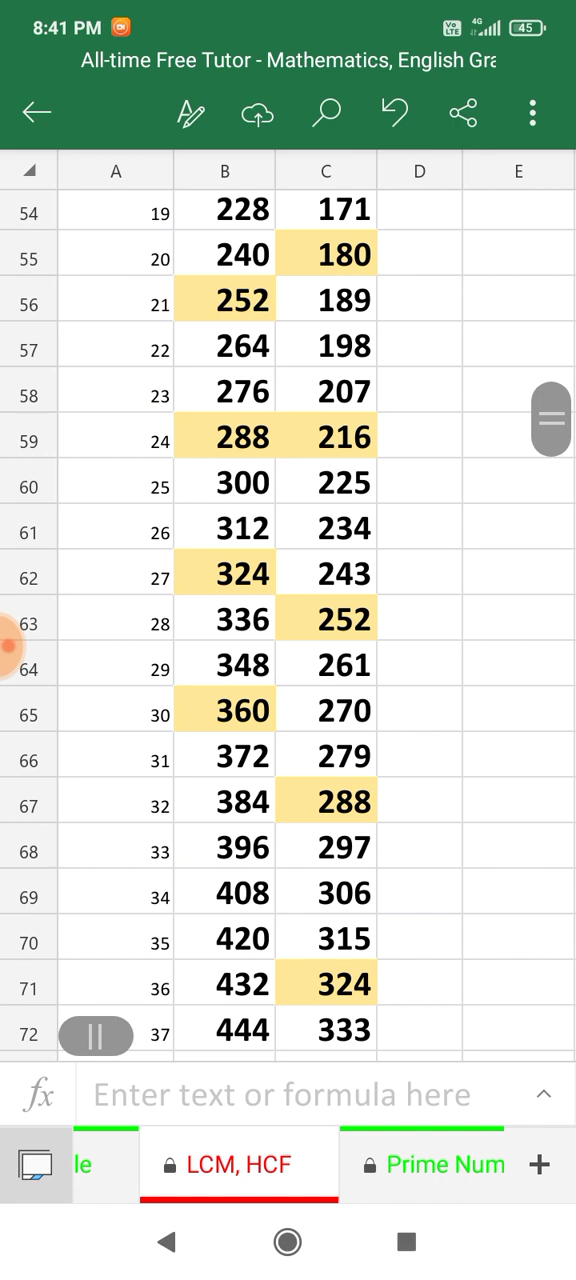 8:41 PM Vo LTE 4G 45
All-time Free Tutor - Mathematics, English Gra
A B C D E
54 19 228 171
55 20 240 180
56 21 252 189
57 22 264 198
58 23 276 207
59 24 288 216
60 25 300 225
61 26 312 234
62 27 324 243
63 28 336 252
64 29 348 261
65 30 360 270
66 31 372 279
67 32 384 288
68 33 396 297
69 34 408 306
70 35 420 315
71 36 432 324
72 37 444 333
fx Enter text or formula here
le LCM, HCF Prime Num +